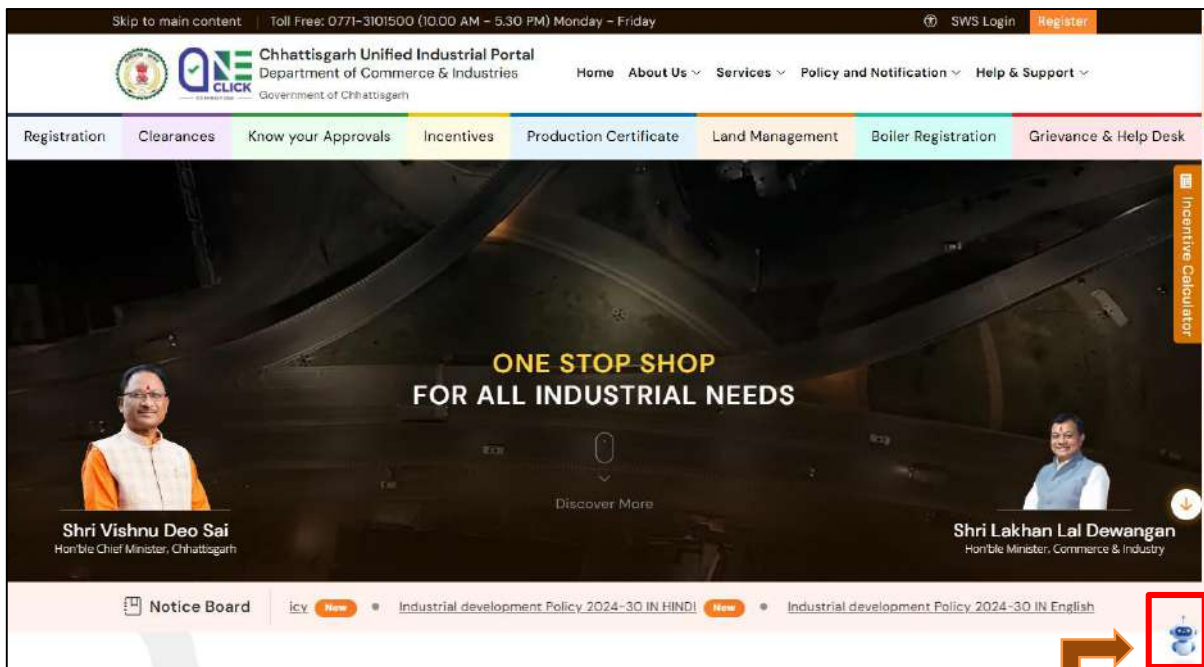 Skip to main content | Toll Free: 0771-3101500 (10.00 AM - 5.30 PM) Monday - Friday SWS Login Register
ONE CLICK
Chhattisgarh Unified Industrial Portal
Department of Commerce & Industries
Government of Chhattisgarh
Home About Us Services Policy and Notification Help & Support
Registration Clearances Know your Approvals Incentives Production Certificate Land Management Boiler Registration Grievance & Help Desk
Incentive Calculator
ONE STOP SHOP
FOR ALL INDUSTRIAL NEEDS
Discover More
Shri Vishnu Deo Sai
Hon'ble Chief Minister, Chhattisgarh
Shri Lakhan Lal Dewangan
Hon'ble Minister, Commerce & Industry
Notice Board icy New • Industrial development Policy 2024-30 IN HINDI New • Industrial development Policy 2024-30 IN English